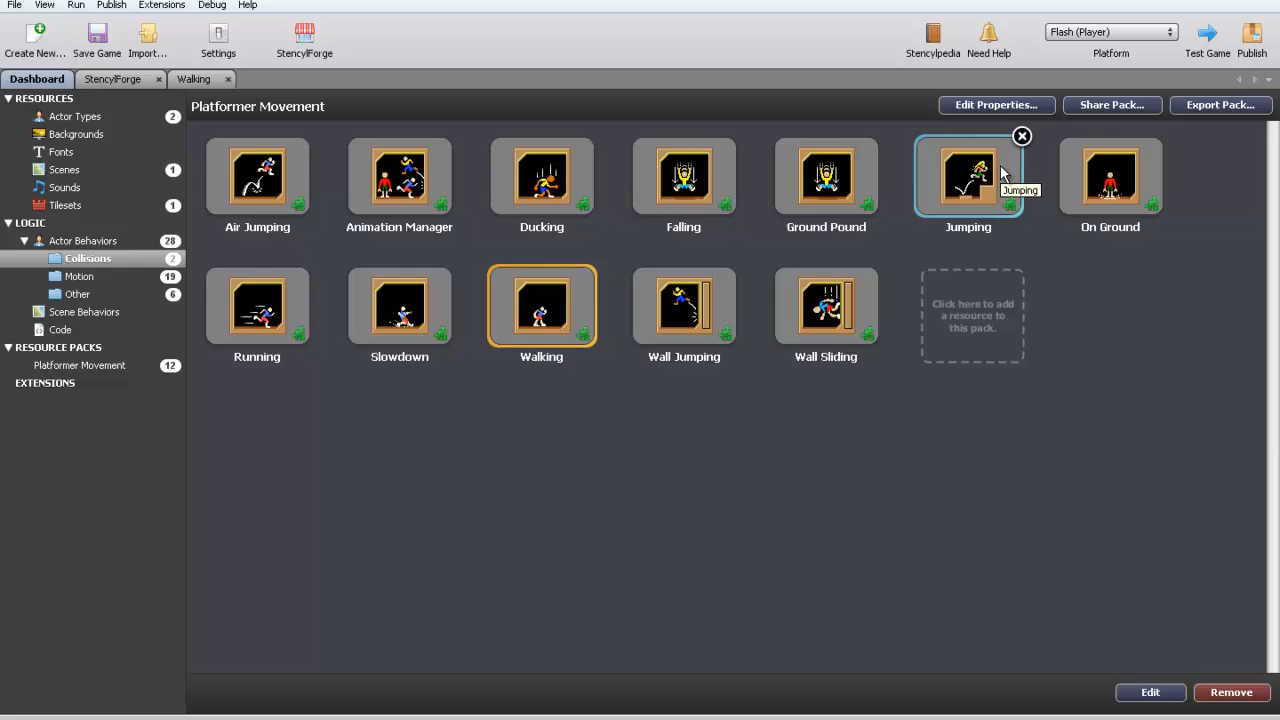 File View Run Publish Extensions Debug Help
Create New... Save Game Import... Settings StencylForge Stencylpedia Need Help Flash (Player) Platform Test Game Publish
Dashboard StencylForge Walking
RESOURCES
Actor Types 2
Backgrounds
Fonts
Scenes 1
Sounds
Tilesets 1
LOGIC
Actor Behaviors 28
Collisions 2
Motion 19
Other 6
Scene Behaviors
Code
RESOURCE PACKS
Platformer Movement 12
EXTENSIONS
Platformer Movement Edit Properties... Share Pack... Export Pack...
Jumping
Air Jumping Animation Manager Ducking Falling Ground Pound Jumping On Ground
Click here to add
a resource to
this pack.
Running Slowdown Walking Wall Jumping Wall Sliding
Edit Remove